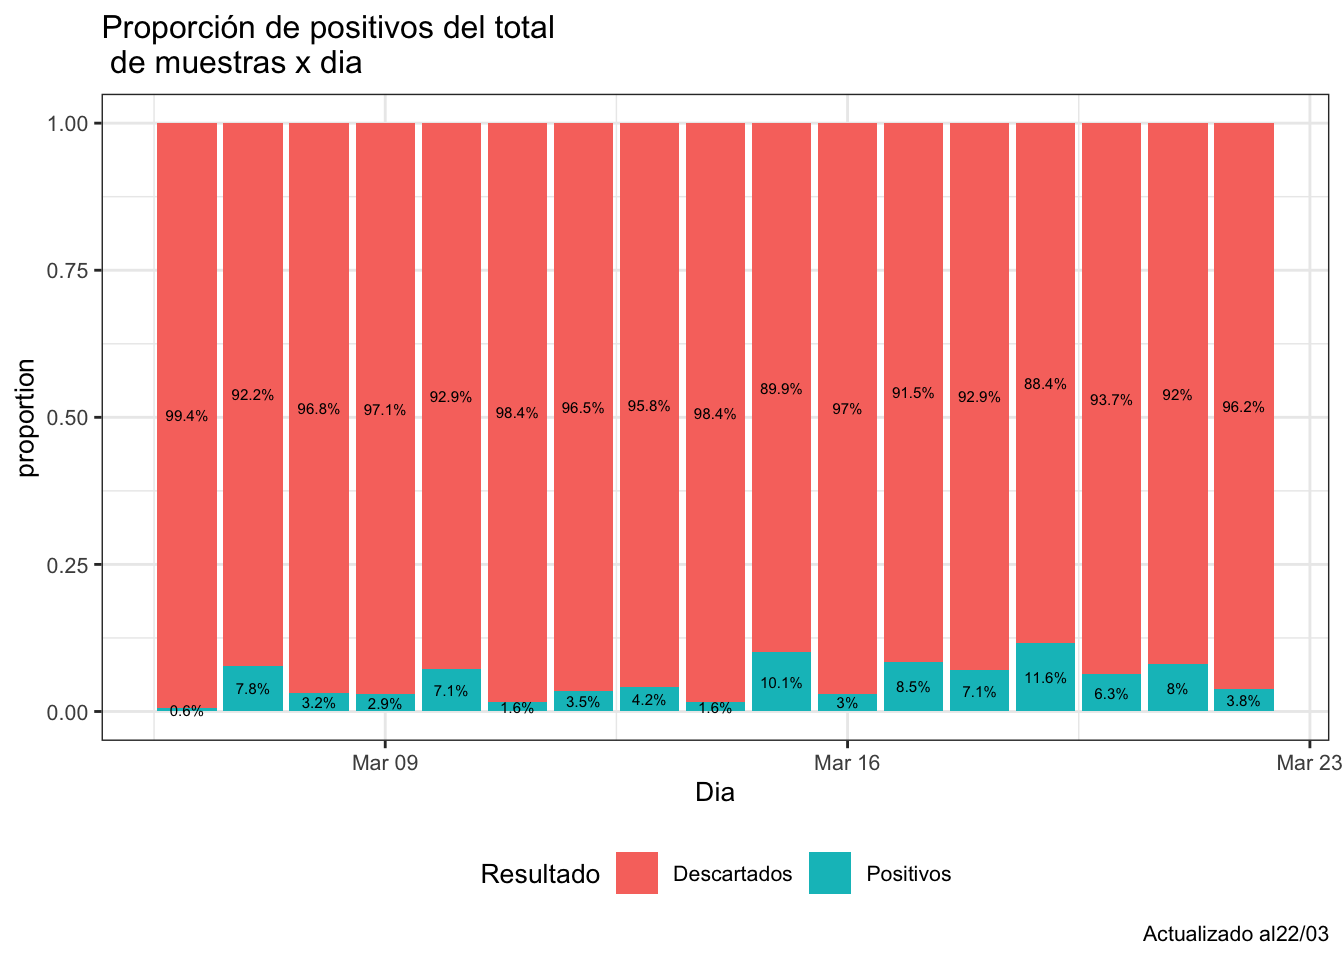 Proporción de positivos del total
de muestras x dia
proportion
1.00
0.75
0.50
0.25
0.00
99.4% 92.2% 96.8% 97.1% 92.9% 98.4% 96.5% 95.8% 98.4% 89.9% 97% 91.5% 92.9% 88.4% 93.7% 92% 96.2%
0.6% 7.8% 3.2% 2.9% 7.1% 1.6% 3.5% 4.2% 1.6% 10.1% 3% 8.5% 7.1% 11.6% 6.3% 8% 3.8%
Mar 09 Mar 16 Mar 23
Dia
Resultado Descartados Positivos
Actualizado al22/03